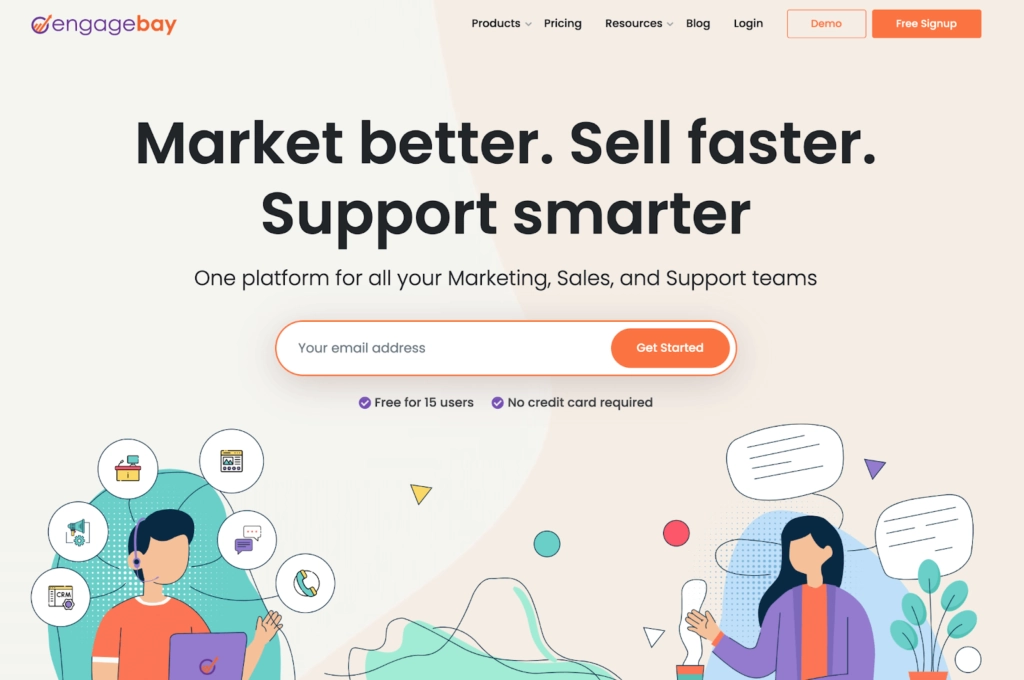 engagebay
Products Pricing Resources Blog Login Demo Free Signup
Market better. Sell faster.
Support smarter
One platform for all your Marketing, Sales, and Support teams
Your email address Get Started
Free for 15 users No credit card required
CRM